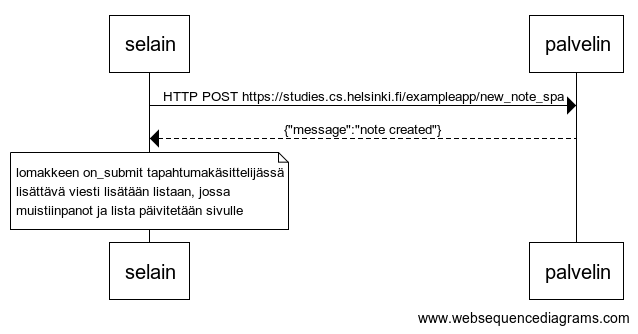 selain
palvelin
HTTP POST https://studies.cs.helsinki.fi/exampleapp/new_note_spa
{"message":"note created"}
lomakkeen on_submit tapahtumakäsittelijässä
lisättävä viesti lisätään listaan, jossa
muistiinpanot ja lista päivitetään sivulle
selain
palvelin
www.websequencediagrams.com